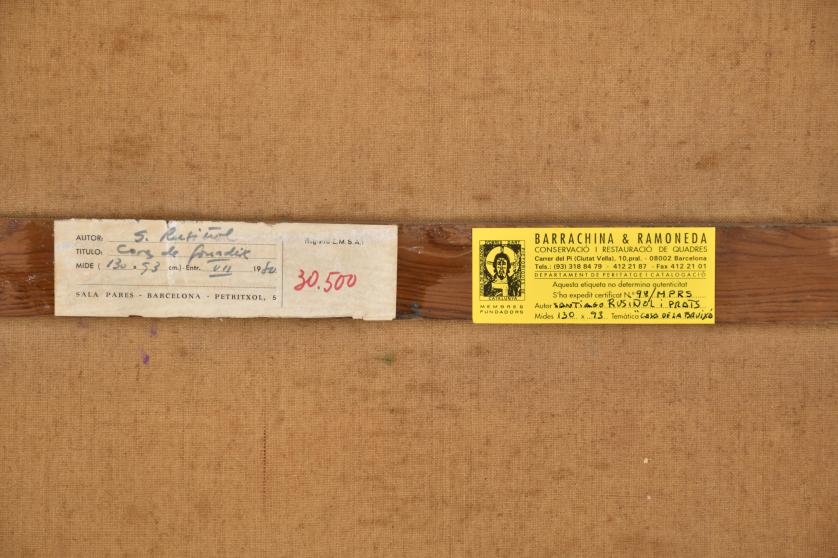 AUTOR: S. Rusiñol
TITULO: Casa de
MIDE ( 130 x 93 cm.) - Entr. VII 1980
SALA PARES - BARCELONA - PETRITXOL, 5
L.M.S.A.:
30.500
BARRACHINA & RAMONEDA
CONSERVACIÓ I RESTAURACIÓ DE QUADRES
Carrer del Pi (Ciutat Vella), 10, pral. - 08002 Barcelona
Tels.: (93) 318 84 79 - 412 21 87 - Fax 412 21 01
DEPARTAMENT DE PERITATGE I CATALOGACIÓ
Aquesta etiqueta no determina autenticitat
S'ha expedit certificat N.º 98/MPRS
Autor SANTIAGO RUSIÑOL i PRATS
Mides 130 x 93 Temàtica "CASA DE LA BRUIXA
CATALUNYA
MEMBRES
FUNDADORS